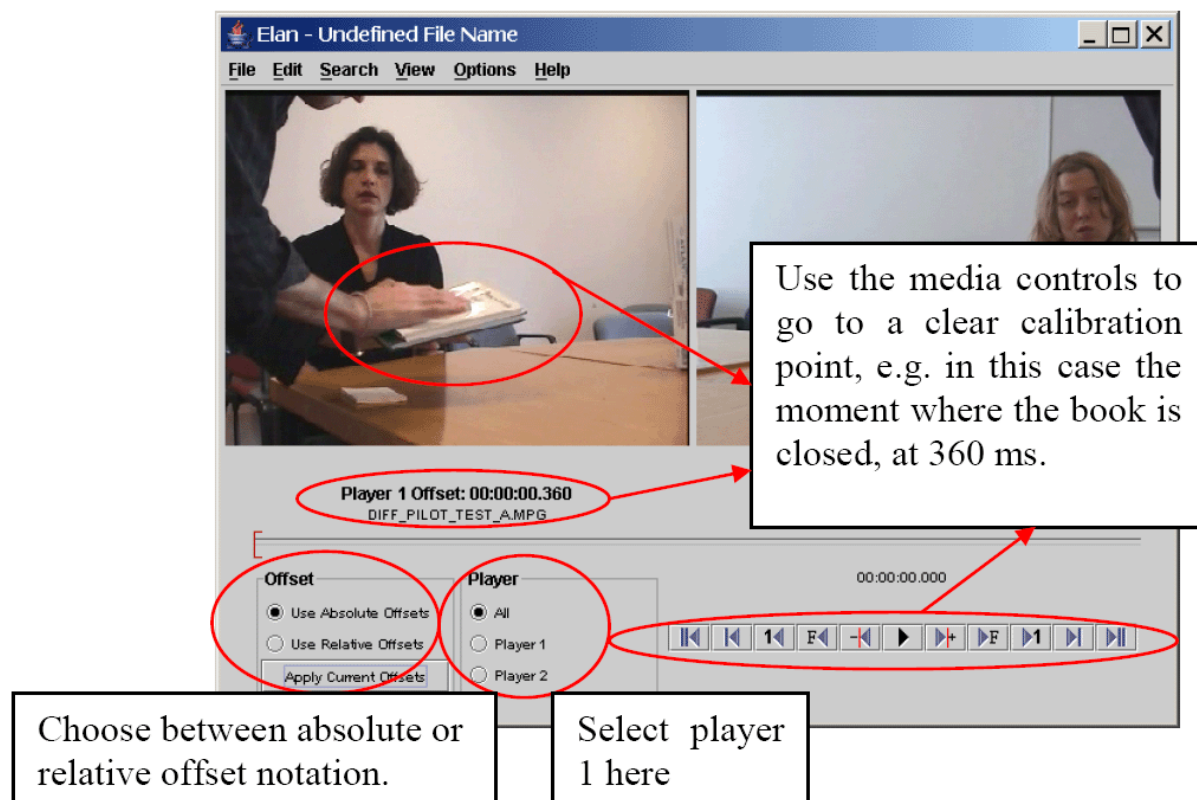 Elan - Undefined File Name
File Edit Search View Options Help
Use the media controls to
go to a clear calibration
point, e.g. in this case the
moment where the book is
closed, at 360 ms.
Player 1 Offset: 00:00:00.360
DIFF_PILOT_TEST_A.MPG
Offset
Use Absolute Offsets
Use Relative Offsets
Apply Current Offsets
Player
All
Player 1
Player 2
00:00:00.000
1 F - + F 1
Choose between absolute or
relative offset notation.
Select player
1 here